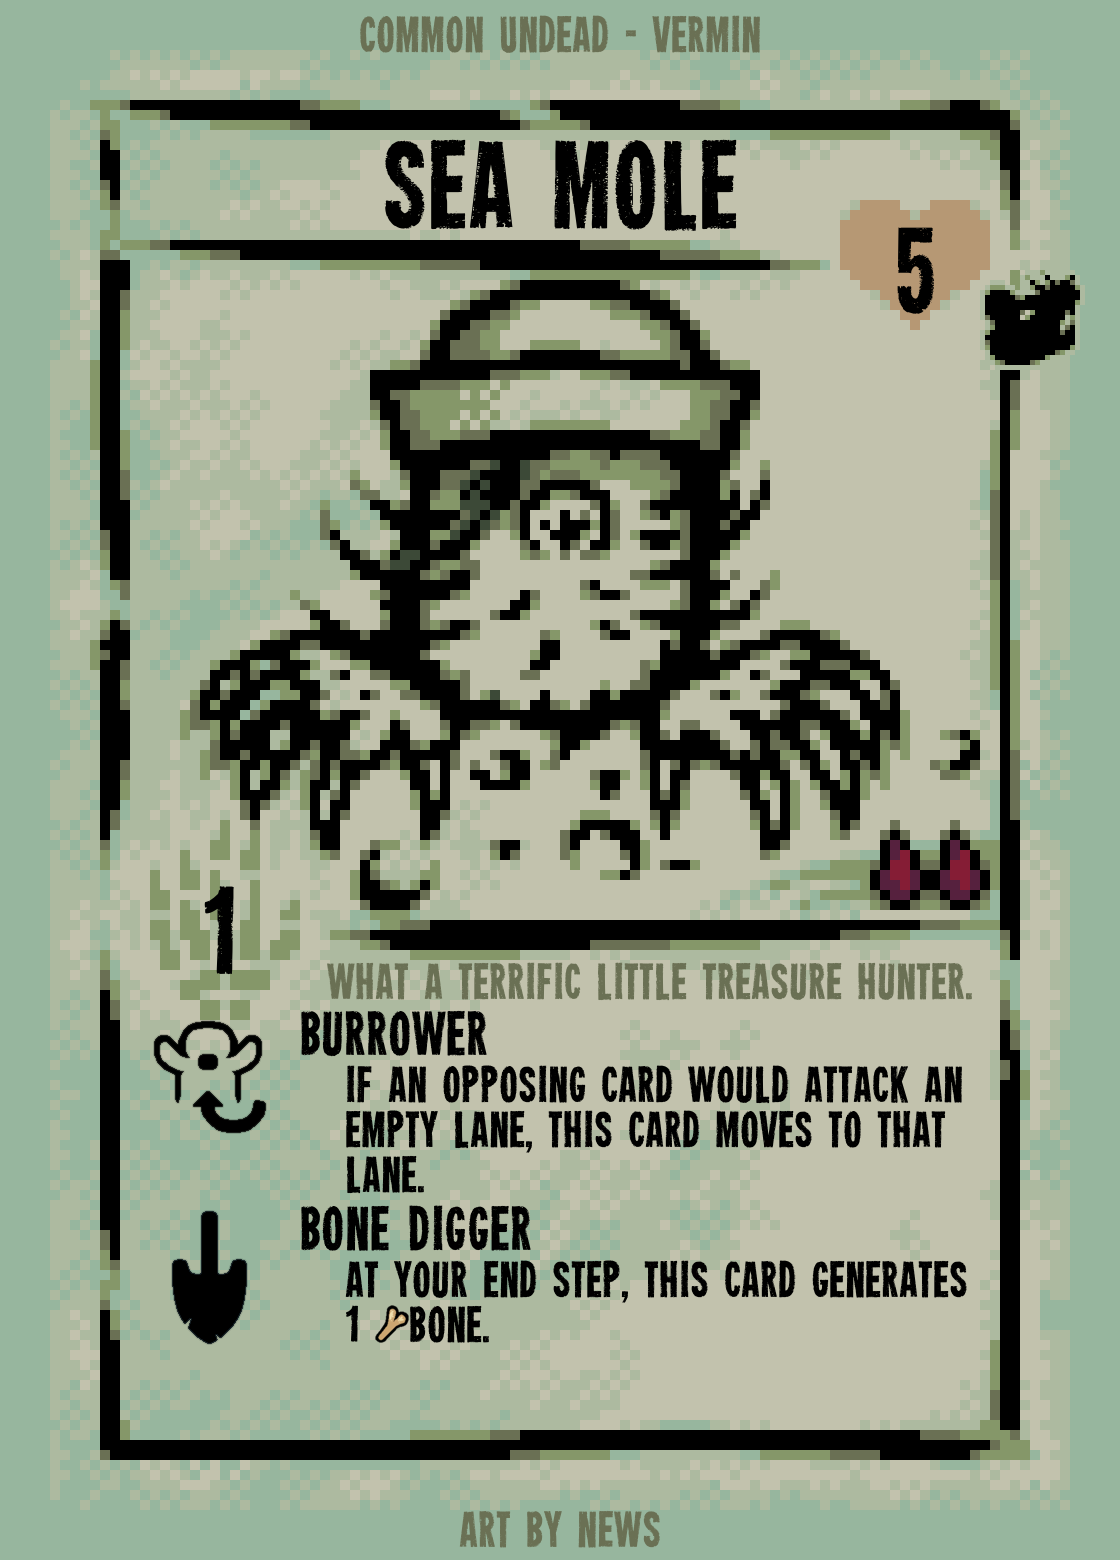 COMMON UNDEAD - VERMIN
SEA MOLE
5
1
WHAT A TERRIFIC LITTLE TREASURE HUNTER.
BURROWER
IF AN OPPOSING CARD WOULD ATTACK AN
EMPTY LANE, THIS CARD MOVES TO THAT
LANE.
BONE DIGGER
AT YOUR END STEP, THIS CARD GENERATES
1 BONE.
ART BY NEWS